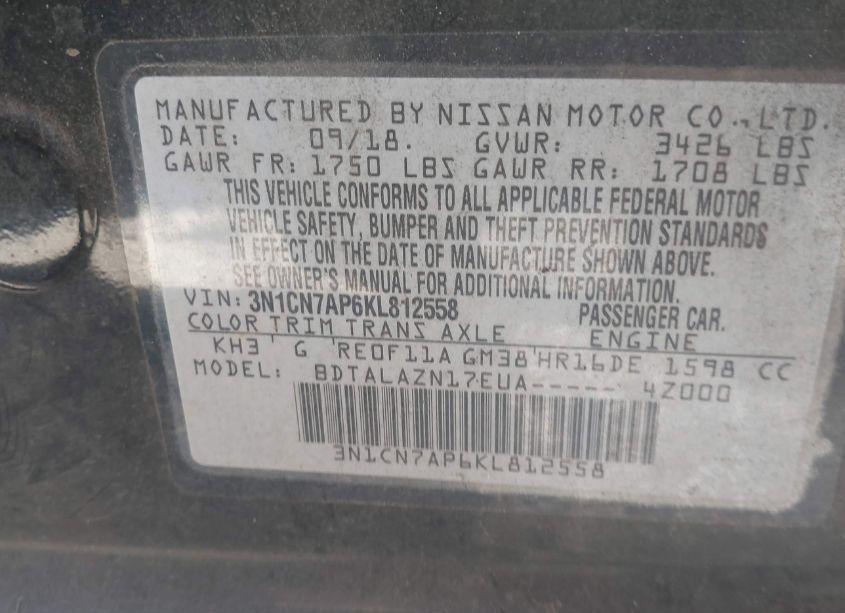 MANUFACTURED BY NISSAN MOTOR CO., LTD.
DATE: 09/18. GVWR: 3426 LBS
GAWR FR: 1750 LBS GAWR RR: 1708 LBS
THIS VEHICLE CONFORMS TO ALL APPLICABLE FEDERAL MOTOR
VEHICLE SAFETY, BUMPER AND THEFT PREVENTION STANDARDS
IN EFFECT ON THE DATE OF MANUFACTURE SHOWN ABOVE.
SEE OWNER'S MANUAL FOR ADDITIONAL INFORMATION.
VIN: 3N1CN7AP6KL812558 PASSENGER CAR.
COLOR TRIM TRANS AXLE ENGINE
KH3 G RE0F11A GM38 HR16DE 1598 CC
MODEL: BDTALAZN17EUA----- 4Z000
3N1CN7AP6KL812558